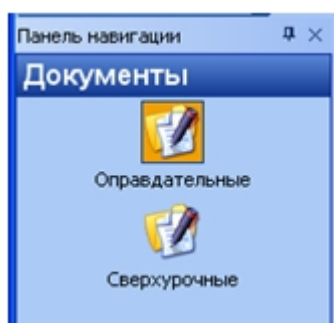 Панель навигации
Документы
Оправдательные
Сверхурочные